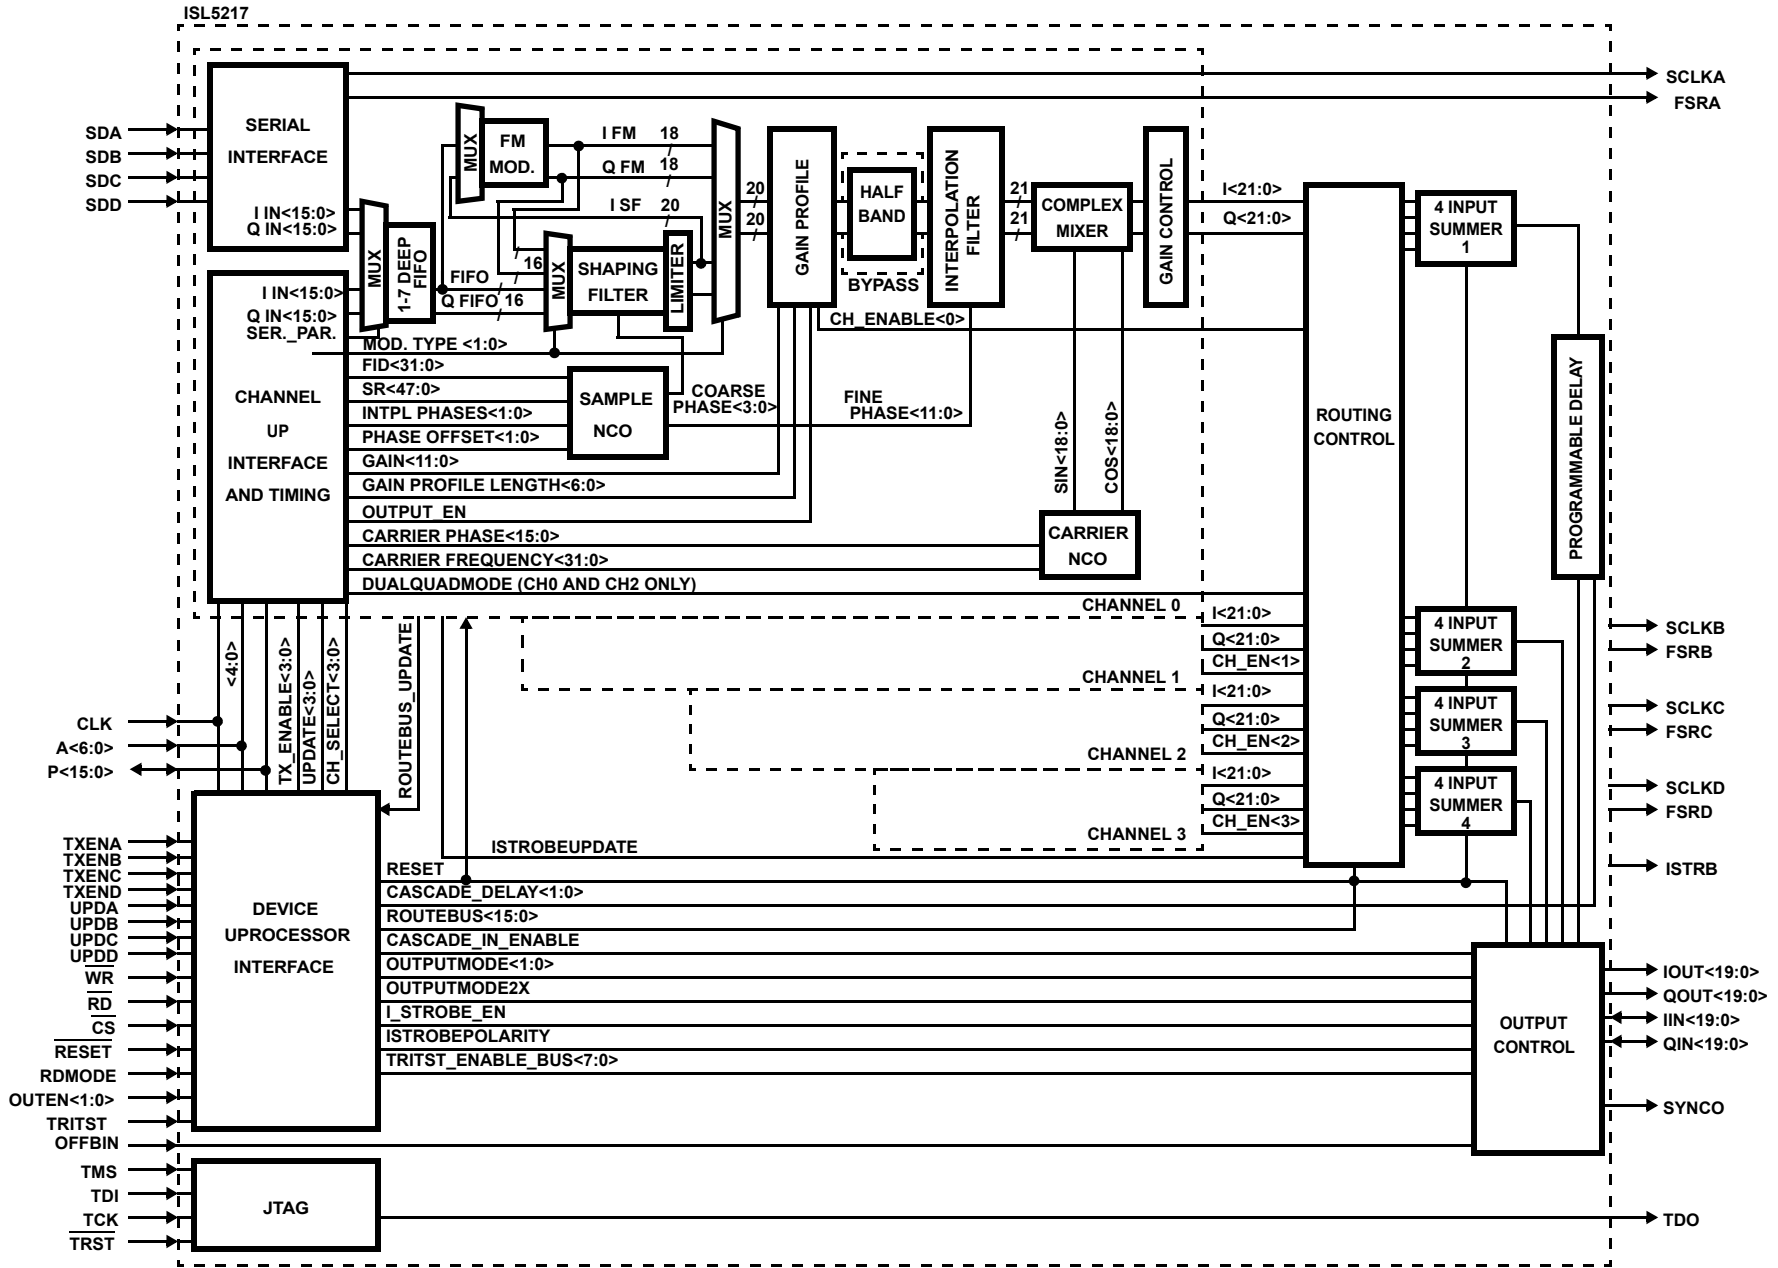 ISL5217
SERIAL
INTERFACE
I IN<15:0>
Q IN<15:0>
SDA
SDB
SDC
SDD
SCLKA
FSRA
MUX
FM
MOD.
I FM
18
Q FM
18
I SF
20
MUX
20
20
GAIN PROFILE
HALF
BAND
BYPASS
INTERPOLATION
FILTER
21
21
COMPLEX
MIXER
GAIN CONTROL
I<21:0>
Q<21:0>
MUX
1-7 DEEP
FIFO
FIFO
16
Q FIFO
16
MUX
SHAPING
FILTER
LIMITER
CH_ENABLE<0>
I IN<15:0>
Q IN<15:0>
SER._PAR.
MOD. TYPE <1:0>
FID<31:0>
SR<47:0>
INTPL PHASES<1:0>
PHASE OFFSET<1:0>
GAIN<11:0>
GAIN PROFILE LENGTH<6:0>
OUTPUT_EN
CARRIER PHASE<15:0>
CARRIER FREQUENCY<31:0>
DUALQUADMODE (CH0 AND CH2 ONLY)
CHANNEL
UP
INTERFACE
AND TIMING
SAMPLE
NCO
COARSE
PHASE<3:0>
FINE
PHASE<11:0>
SIN<18:0>
COS<18:0>
CARRIER
NCO
ROUTING
CONTROL
4 INPUT
SUMMER
1
PROGRAMMABLE DELAY
CHANNEL 0
I<21:0>
Q<21:0>
CH_EN<1>
4 INPUT
SUMMER
2
SCLKB
FSRB
CHANNEL 1
I<21:0>
Q<21:0>
CH_EN<2>
4 INPUT
SUMMER
3
SCLKC
FSRC
CHANNEL 2
I<21:0>
Q<21:0>
CH_EN<3>
4 INPUT
SUMMER
4
SCLKD
FSRD
CHANNEL 3
<4:0>
TX_ENABLE<3:0>
UPDATE<3:0>
CH_SELECT<3:0>
ROUTEBUS_UPDATE
CLK
A<6:0>
P<15:0>
ISTROBEUPDATE
ISTRB
TXENA
TXENB
TXENC
TXEND
UPDA
UPDB
UPDC
UPDD
WR
RD
CS
RESET
RDMODE
OUTEN<1:0>
TRITST
OFFBIN
DEVICE
UPROCESSOR
INTERFACE
RESET
CASCADE_DELAY<1:0>
ROUTEBUS<15:0>
CASCADE_IN_ENABLE
OUTPUTMODE<1:0>
OUTPUTMODE2X
I_STROBE_EN
ISTROBEPOLARITY
TRITST_ENABLE_BUS<7:0>
OUTPUT
CONTROL
IOUT<19:0>
QOUT<19:0>
IIN<19:0>
QIN<19:0>
SYNCO
TMS
TDI
TCK
TRST
JTAG
TDO